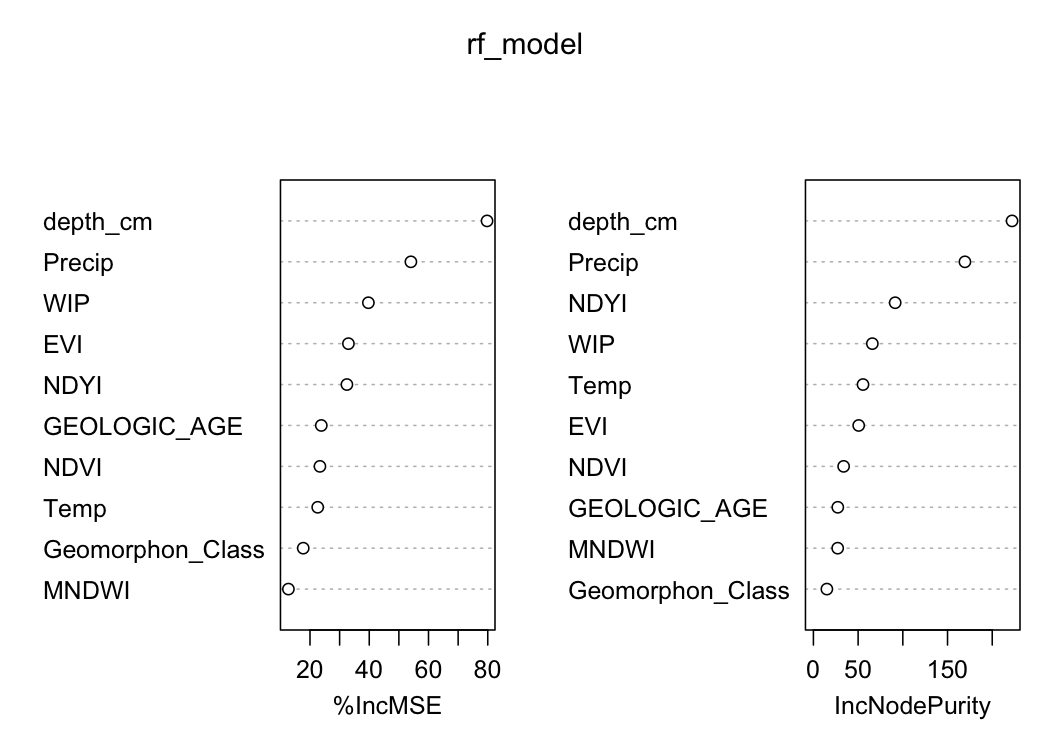 rf_model
depth_cm
Precip
WIP
EVI
NDYI
GEOLOGIC_AGE
NDVI
Temp
Geomorphon_Class
MNDWI
20 40 60 80
%IncMSE
depth_cm
Precip
NDYI
WIP
Temp
EVI
NDVI
GEOLOGIC_AGE
MNDWI
Geomorphon_Class
0 50 150
IncNodePurity